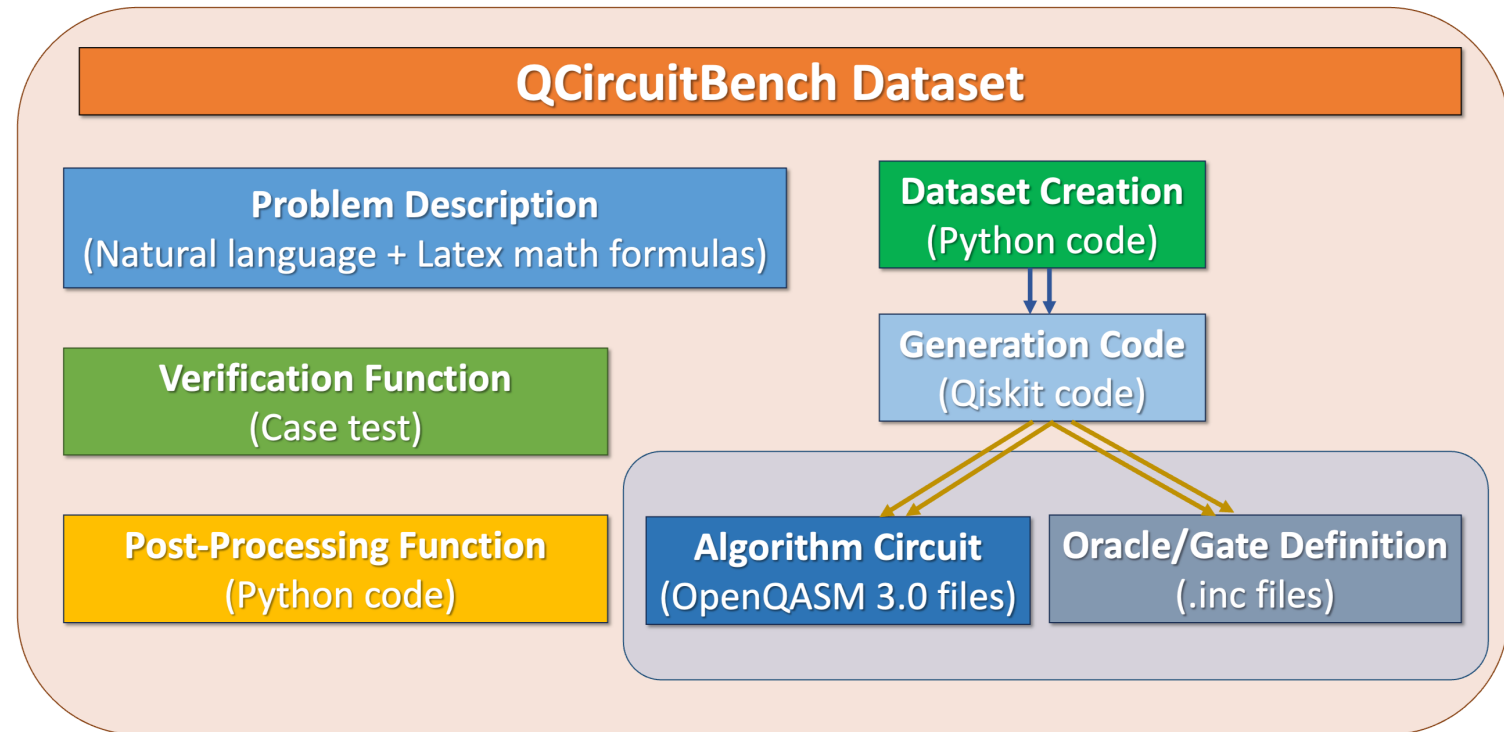 QCircuitBench Dataset
Problem Description
(Natural language + Latex math formulas)
Dataset Creation
(Python code)
Generation Code
(Qiskit code)
Verification Function
(Case test)
Post-Processing Function
(Python code)
Algorithm Circuit
(OpenQASM 3.0 files)
Oracle/Gate Definition
(.inc files)